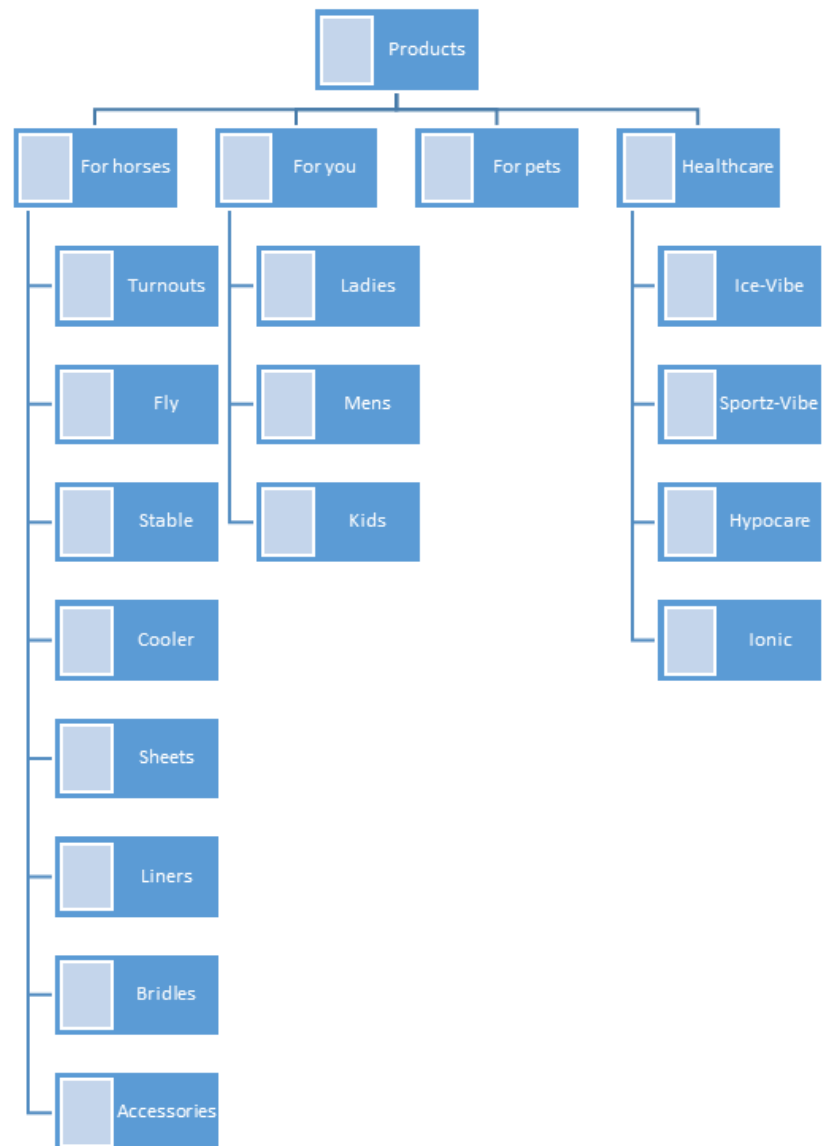 Products
For horses
For you
For pets
Healthcare
Turnouts
Ladies
Ice-Vibe
Fly
Mens
Sportz-Vibe
Stable
Kids
Hypocare
Cooler
Ionic
Sheets
Liners
Bridles
Accessories